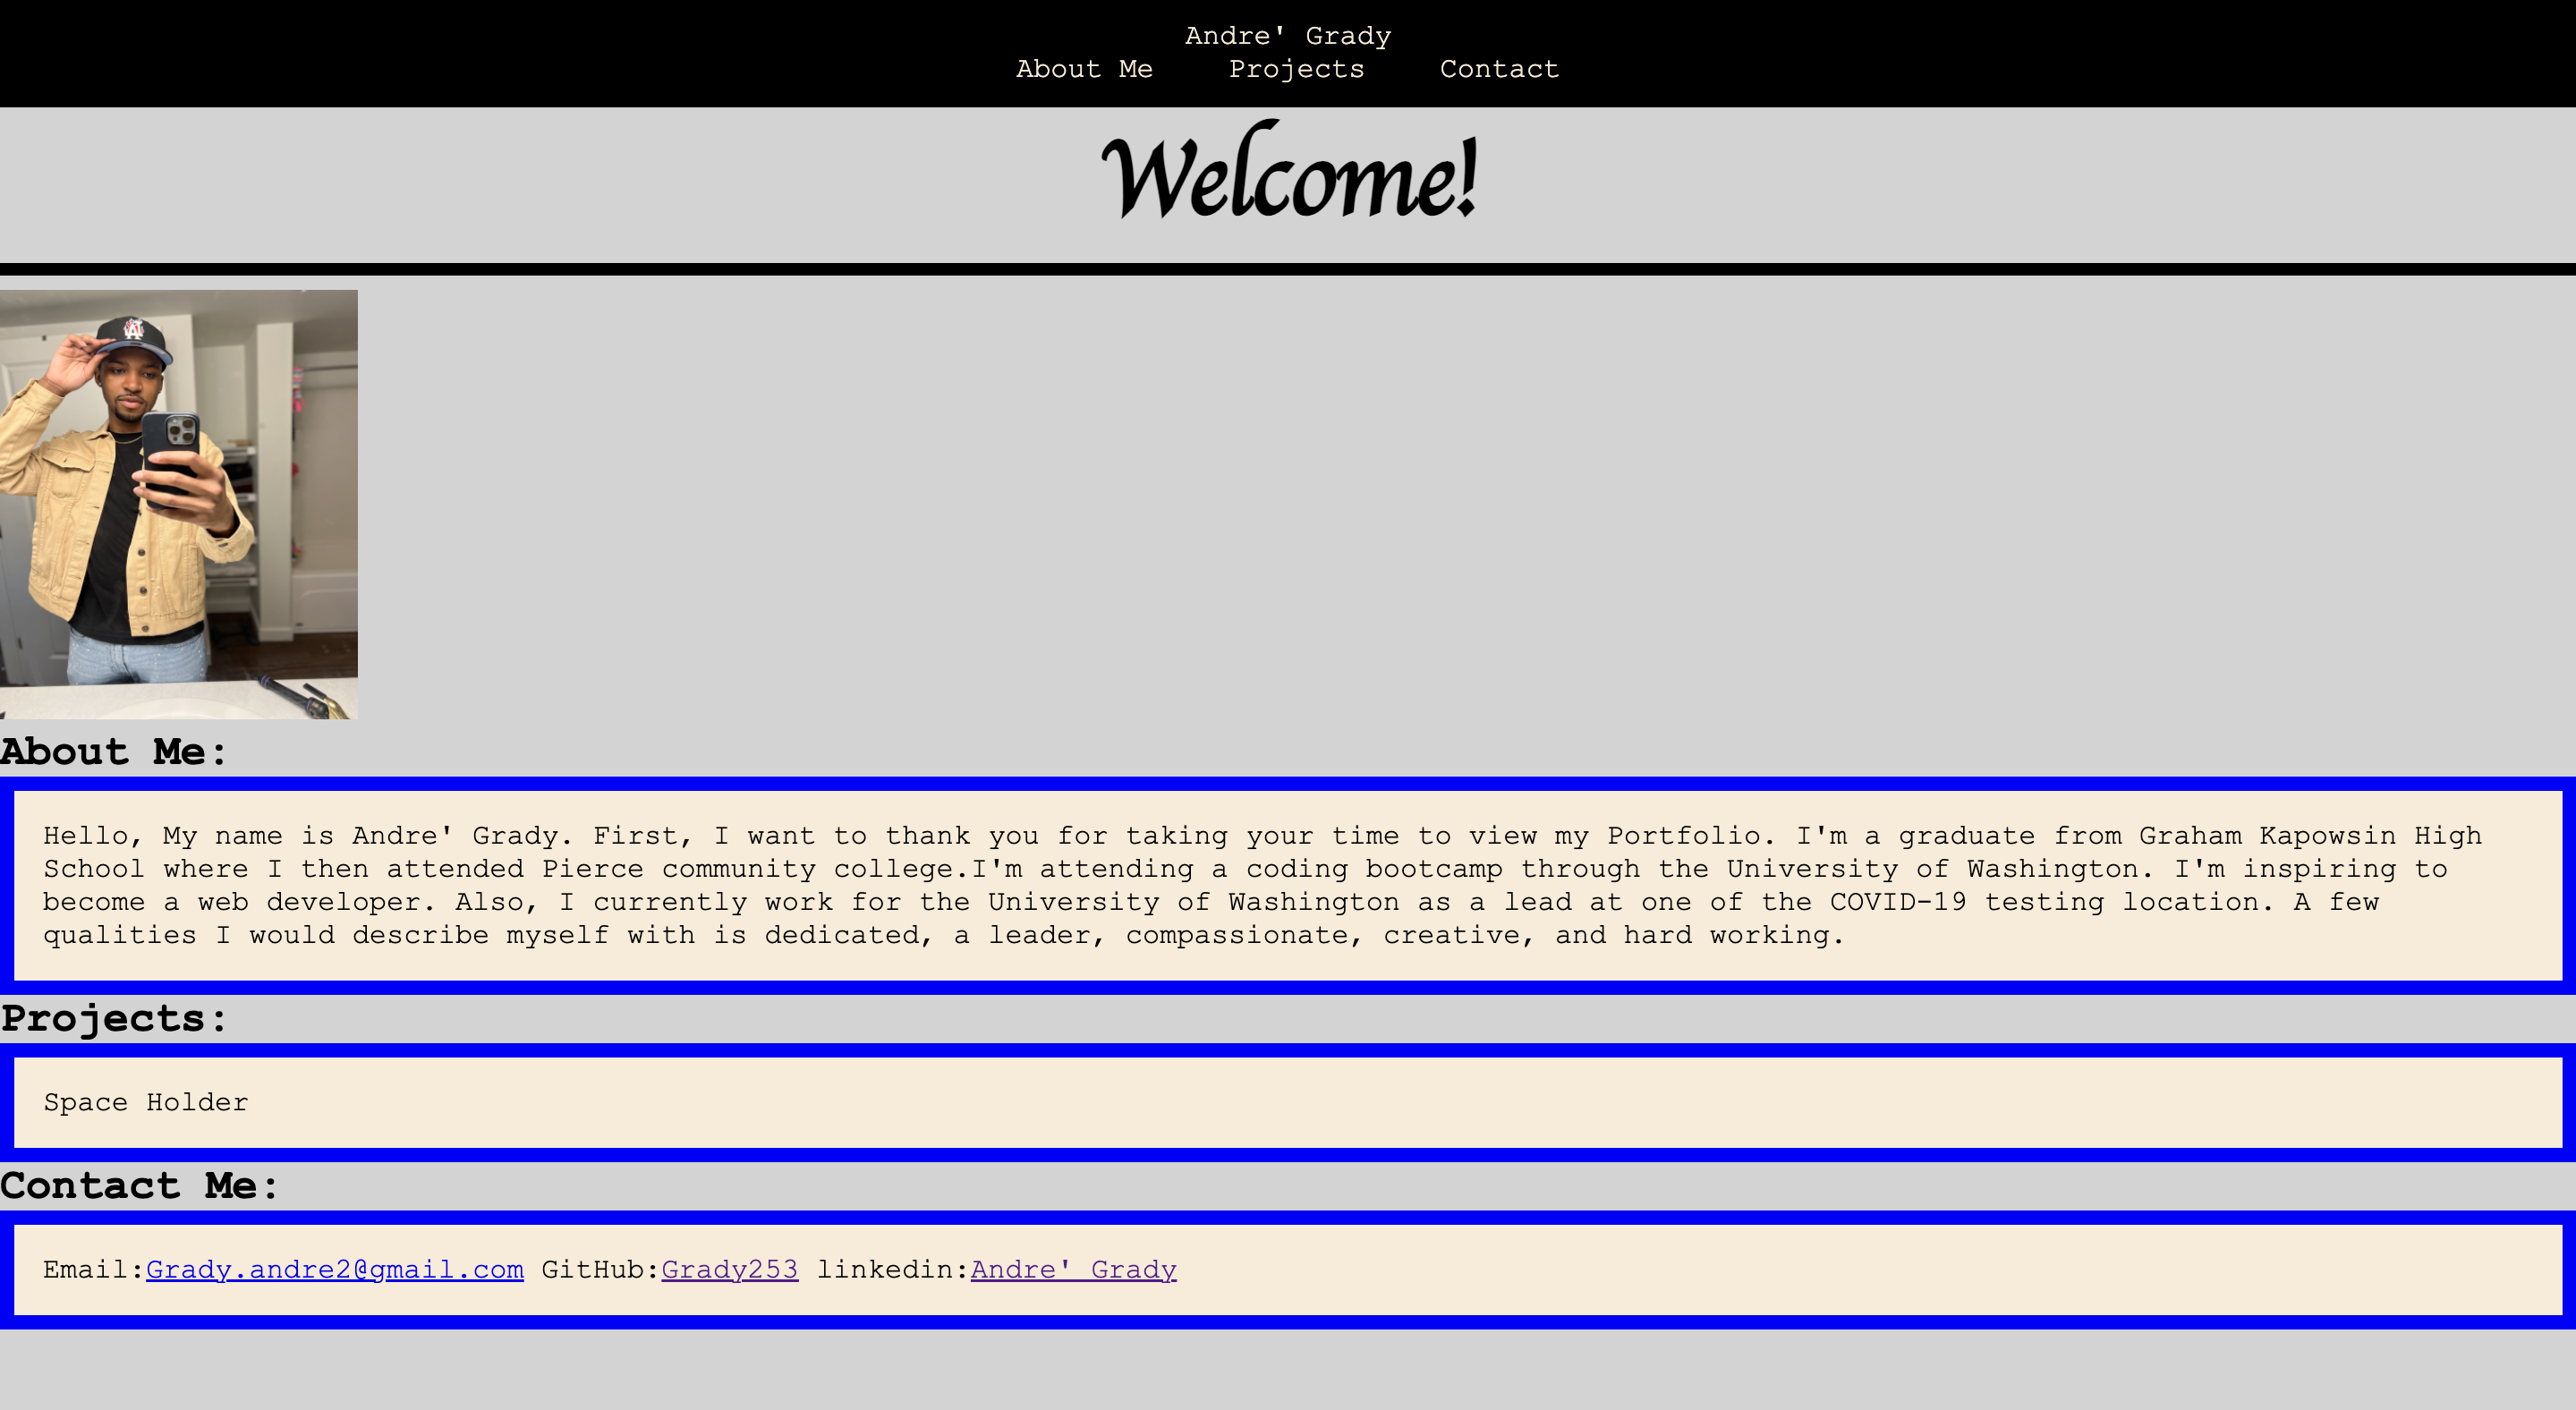 Andre' Grady
About Me Projects Contact
Welcome!
About Me:
Hello, My name is Andre' Grady. First, I want to thank you for taking your time to view my Portfolio. I'm a graduate from Graham Kapowsin High
School where I then attended Pierce community college.I'm attending a coding bootcamp through the University of Washington. I'm inspiring to
become a web developer. Also, I currently work for the University of Washington as a lead at one of the COVID-19 testing location. A few
qualities I would describe myself with is dedicated, a leader, compassionate, creative, and hard working.
Projects:
Space Holder
Contact Me:
Email:Grady.andre2@gmail.com GitHub:Grady253 linkedin:Andre' Grady